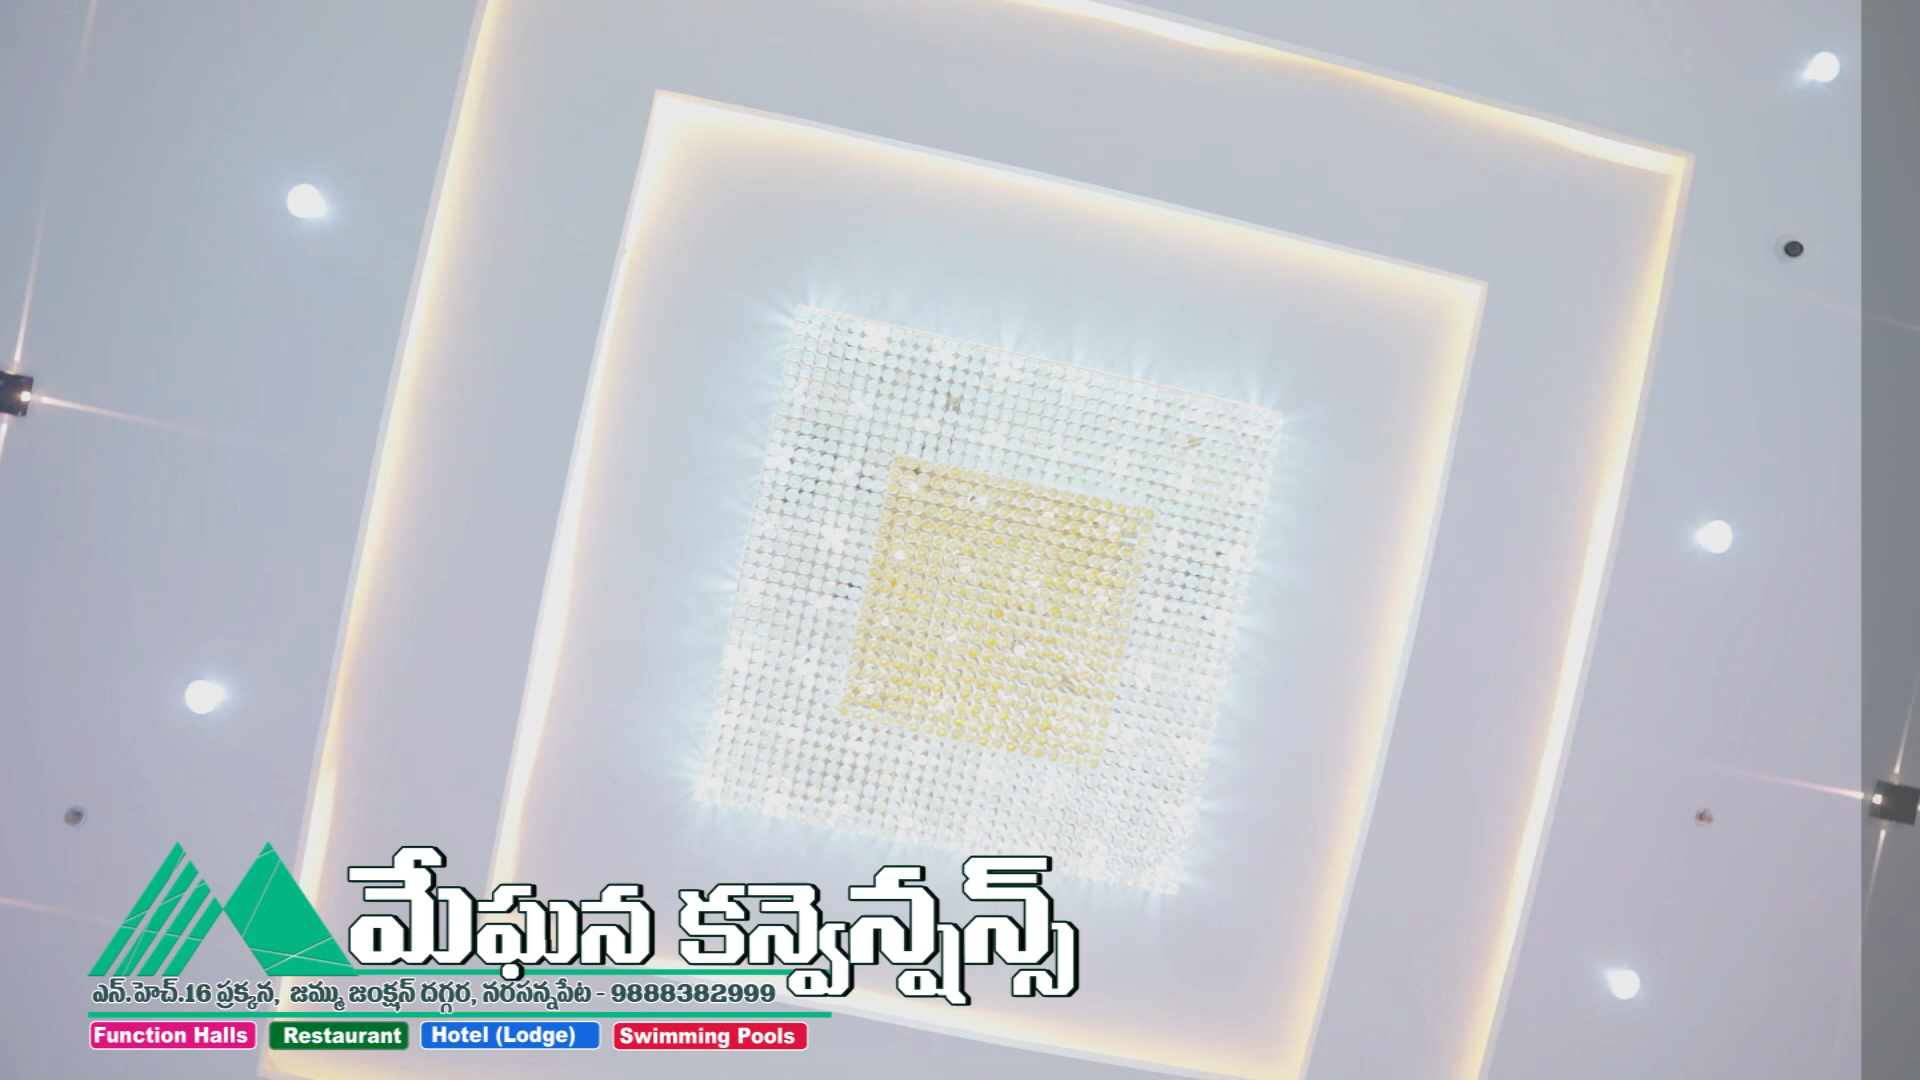 మేఘన కన్వెన్షన్స్
ఎన్.హెచ్.16 ప్రక్కన, జమ్ము జంక్షన్ దగ్గర, నరసన్నపేట - 9888382999
Function Halls Restaurant Hotel (Lodge) Swimming Pools